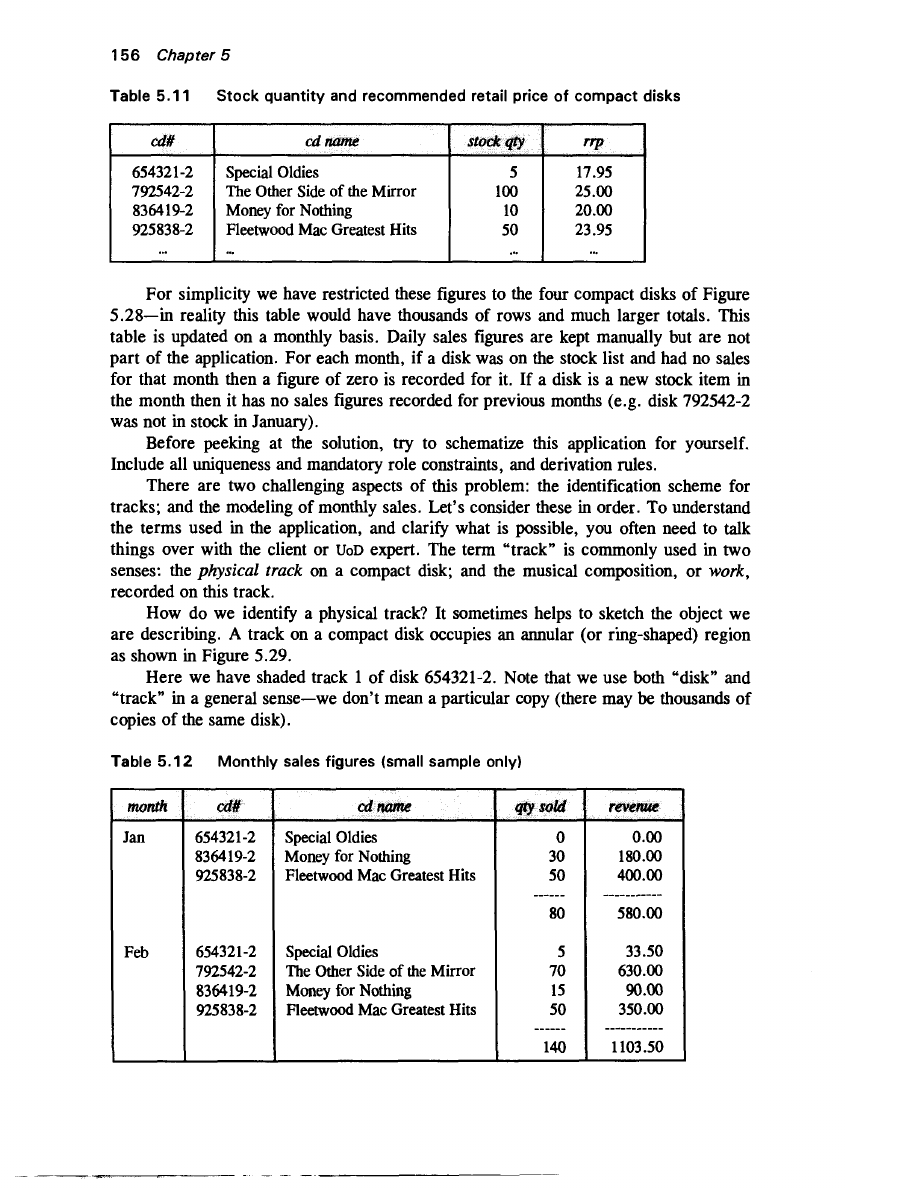 156 Chapter 5
Table 5.11 Stock quantity and recommended retail price of compact disks
cd# cd name stock qty rrp
654321-2 Special Oldies 5 17.95
792542-2 The Other Side of the Mirror 100 25.00
836419-2 Money for Nothing 10 20.00
925838-2 Fleetwood Mac Greatest Hits 50 23.95
... ... ... ...
For simplicity we have restricted these figures to the four compact disks of Figure
5.28—in reality this table would have thousands of rows and much larger totals. This
table is updated on a monthly basis. Daily sales figures are kept manually but are not
part of the application. For each month, if a disk was on the stock list and had no sales
for that month then a figure of zero is recorded for it. If a disk is a new stock item in
the month then it has no sales figures recorded for previous months (e.g. disk 792542-2
was not in stock in January).
Before peeking at the solution, try to schematize this application for yourself.
Include all uniqueness and mandatory role constraints, and derivation rules.
There are two challenging aspects of this problem: the identification scheme for
tracks; and the modeling of monthly sales. Let's consider these in order. To understand
the terms used in the application, and clarify what is possible, you often need to talk
things over with the client or UoD expert. The term "track" is commonly used in two
senses: the physical track on a compact disk; and the musical composition, or work,
recorded on this track.
How do we identify a physical track? It sometimes helps to sketch the object we
are describing. A track on a compact disk occupies an annular (or ring-shaped) region
as shown in Figure 5.29.
Here we have shaded track 1 of disk 654321-2. Note that we use both "disk" and
"track" in a general sense—we don't mean a particular copy (there may be thousands of
copies of the same disk).
Table 5.12 Monthly sales figures (small sample only)
month cd# cd name qty sold revenue
Jan 654321-2 Special Oldies 0 0.00
836419-2 Money for Nothing 30 180.00
925838-2 Fleetwood Mac Greatest Hits 50 400.00
------ -----------
80 580.00
Feb 654321-2 Special Oldies 5 33.50
792542-2 The Other Side of the Mirror 70 630.00
836419-2 Money for Nothing 15 90.00
925838-2 Fleetwood Mac Greatest Hits 50 350.00
------ -----------
140 1103.50